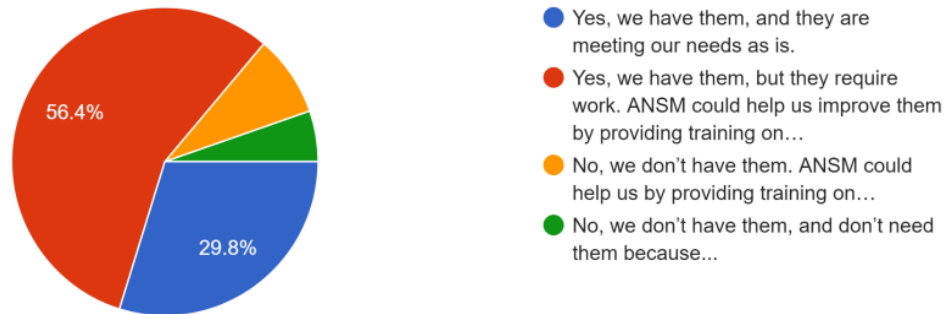 56.4%
29.8%
Yes, we have them, and they are
meeting our needs as is.
Yes, we have them, but they require
work. ANSM could help us improve them
by providing training on…
No, we don’t have them. ANSM could
help us by providing training on…
No, we don’t have them, and don’t need
them because...